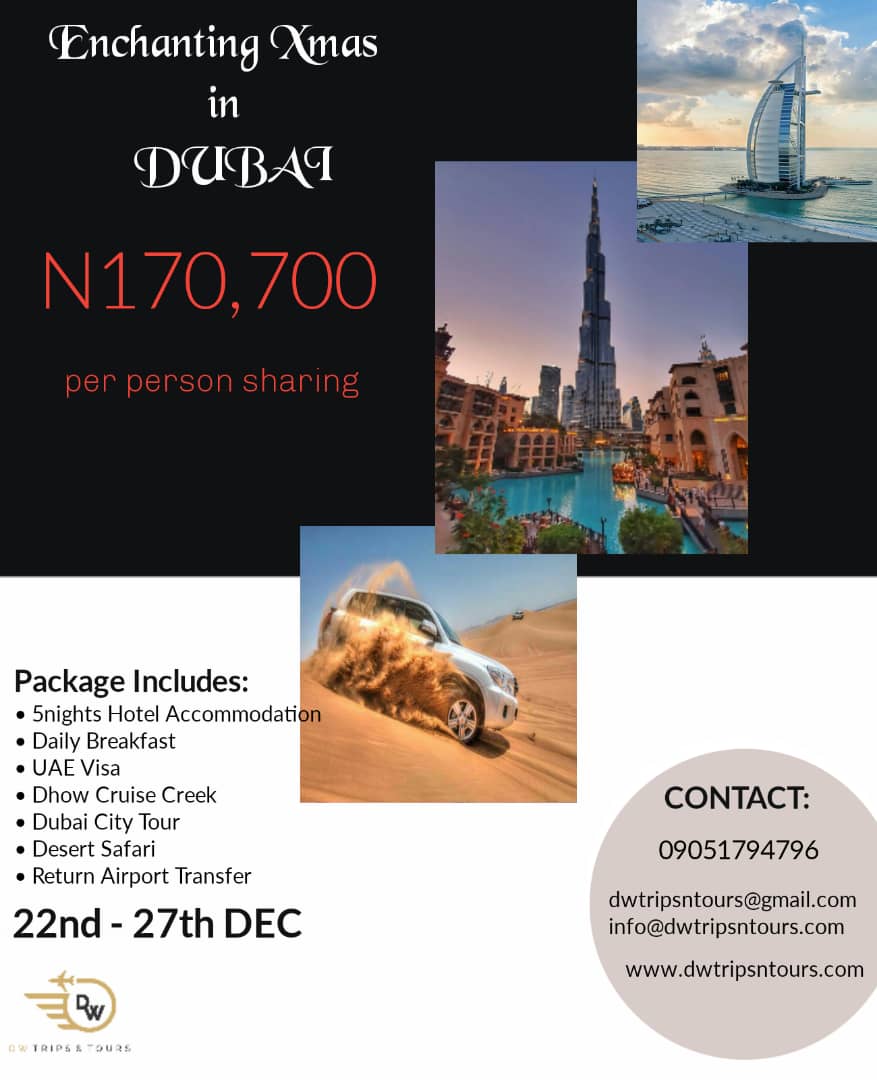 Enchanting Xmas
in
DUBAI
N170,700
per person sharing
Package Includes:
• 5nights Hotel Accommodation
• Daily Breakfast
• UAE Visa
• Dhow Cruise Creek
• Dubai City Tour
• Desert Safari
• Return Airport Transfer
22nd - 27th DEC
DW
DW TRIPS & TOURS
CONTACT:
09051794796
dwtripsntours@gmail.com
info@dwtripsntours.com
www.dwtripsntours.com